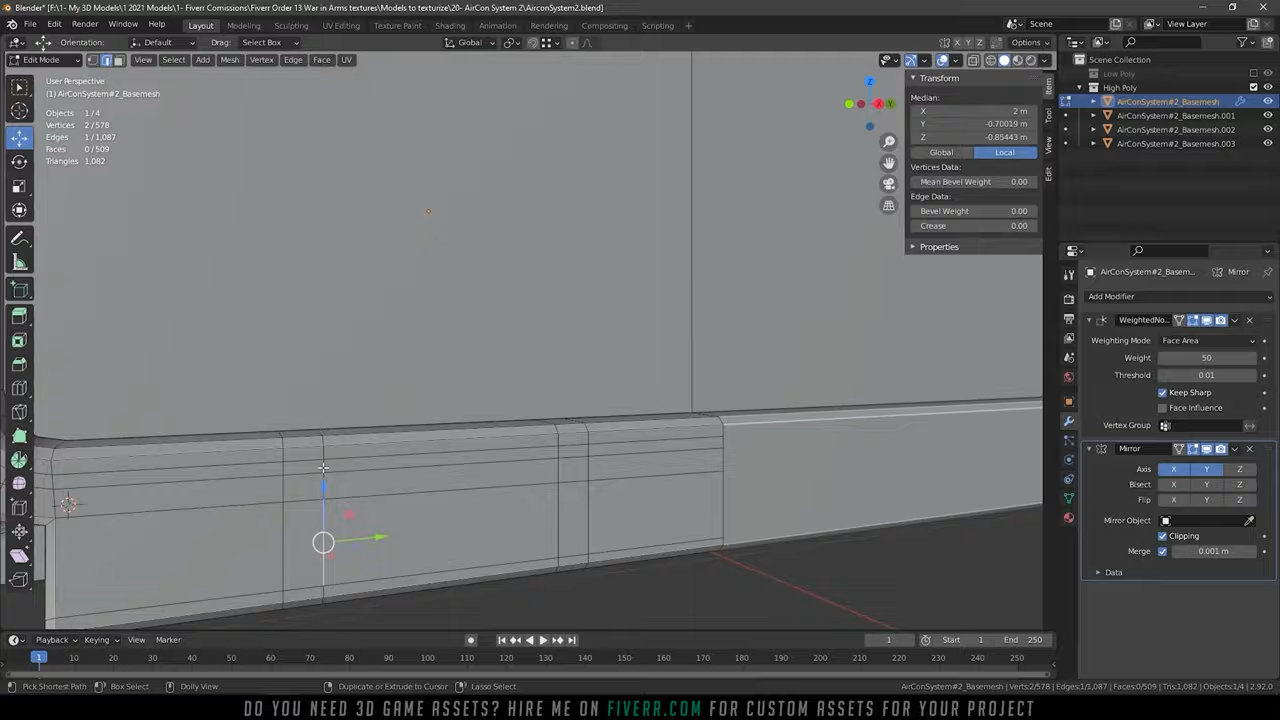 Blender* [F:\1- My 3D Models\1 2021 Models\1- Fiverr Comissions\Fiverr Order 13 War in Arms textures\Models to texturize\20- AirCon System 2\AirconSystem2.blend]
File Edit Render Window Help Layout Modeling Sculpting UV Editing Texture Paint Shading Animation Rendering Compositing Scripting Scene View Layer
Orientation: Default Drag: Select Box Global X Y Z Options
Edit Mode View Select Add Mesh Vertex Edge Face UV
User Perspective
(1) AirConSystem#2_Basemesh
Objects 1/4
Vertices 2/578
Edges 1/1,087
Faces 0/509
Triangles 1,082
Z
X
Y
Transform
Median:
X 2 m
Y -0.70019 m
Z -0.85443 m
Global Local
Vertices Data:
Mean Bevel Weight 0.00
Edge Data:
Bevel Weight 0.00
Crease 0.00
Properties
Item
Tool
View
Edit
Scene Collection
Low Poly
High Poly
AirConSystem#2_Basemesh
AirConSystem#2_Basemesh.001
AirConSystem#2_Basemesh.002
AirConSystem#2_Basemesh.003
AirConSystem#2_Basem... Mirror
Add Modifier
WeightedNo...
Weighting Mode Face Area
Weight 50
Threshold 0.01
Keep Sharp
Face Influence
Vertex Group
Mirror
Axis X Y Z
Bisect X Y Z
Flip X Y Z
Mirror Object
Clipping
Merge 0.001 m
Data
Playback Keying View Marker 1 Start 1 End 250
1 10 20 30 40 50 60 70 80 90 100 110 120 130 140 150 160 170 180 190 200 210 220 230 240 250
Pick Shortest Path Box Select Dolly View Duplicate or Extrude to Cursor Lasso Select AirConSystem#2_Basemesh | Verts:2/578 | Edges:1/1,087 | Faces:0/509 | Tris:1,082 | Objects:1/4 | 2.92.0
DO YOU NEED 3D GAME ASSETS? HIRE ME ON FIVERR.COM FOR CUSTOM ASSETS FOR YOUR PROJECT